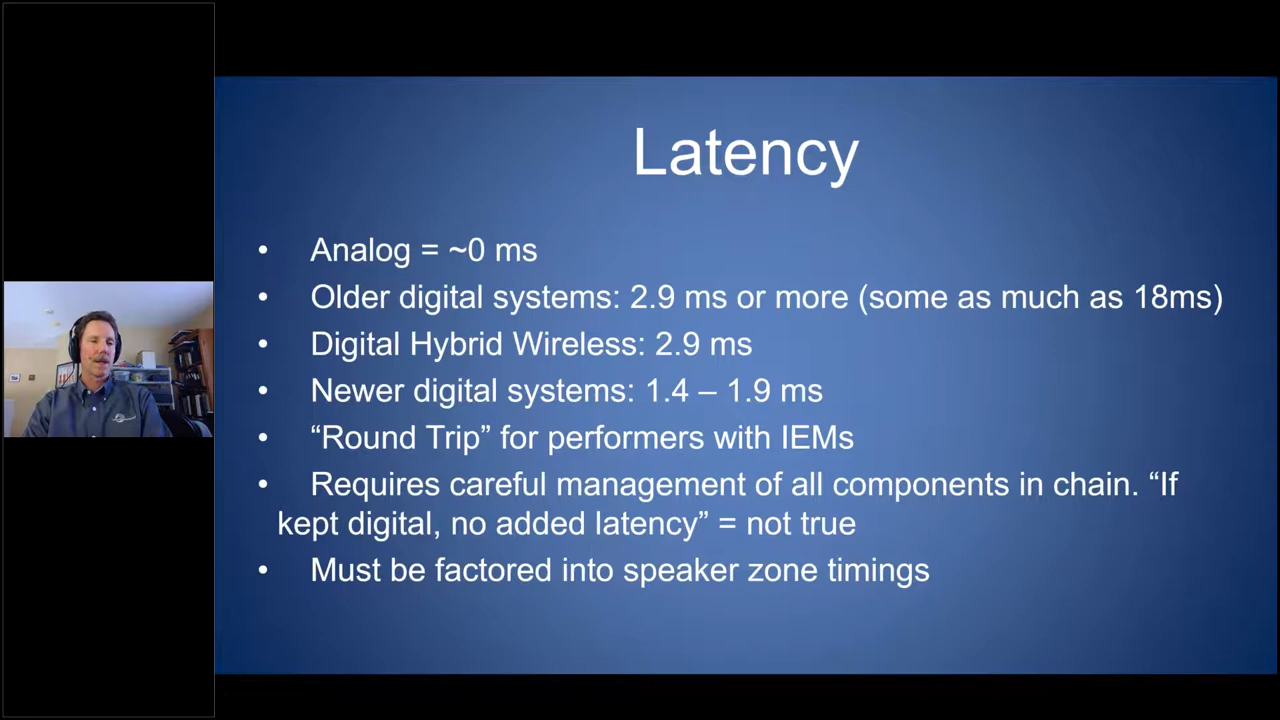 Latency
• Analog = ~0 ms
• Older digital systems: 2.9 ms or more (some as much as 18ms)
• Digital Hybrid Wireless: 2.9 ms
• Newer digital systems: 1.4 – 1.9 ms
• “Round Trip” for performers with IEMs
• Requires careful management of all components in chain. “If
kept digital, no added latency” = not true
• Must be factored into speaker zone timings